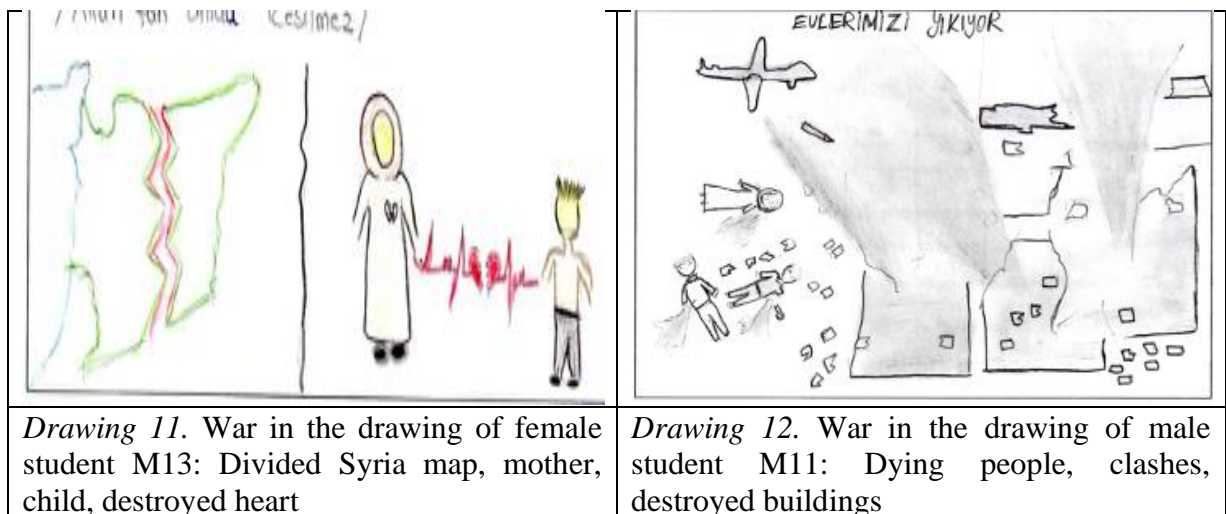 Kesilmez/
EVLERİMİZİ YIKIYOR
Drawing 11. War in the drawing of female
student M13: Divided Syria map, mother,
child, destroyed heart
Drawing 12. War in the drawing of male
student M11: Dying people, clashes,
destroyed buildings